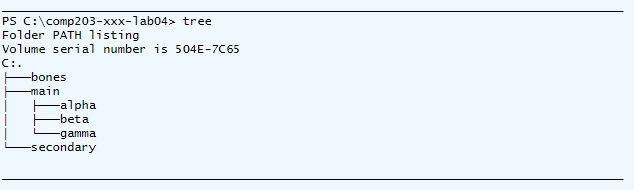 PS C:\comp203-xxx-lab04> tree
Folder PATH listing
Volume serial number is 504E-7C65
C:.
├───bones
├───main
│   ├───alpha
│   ├───beta
│   └───gamma
└───secondary